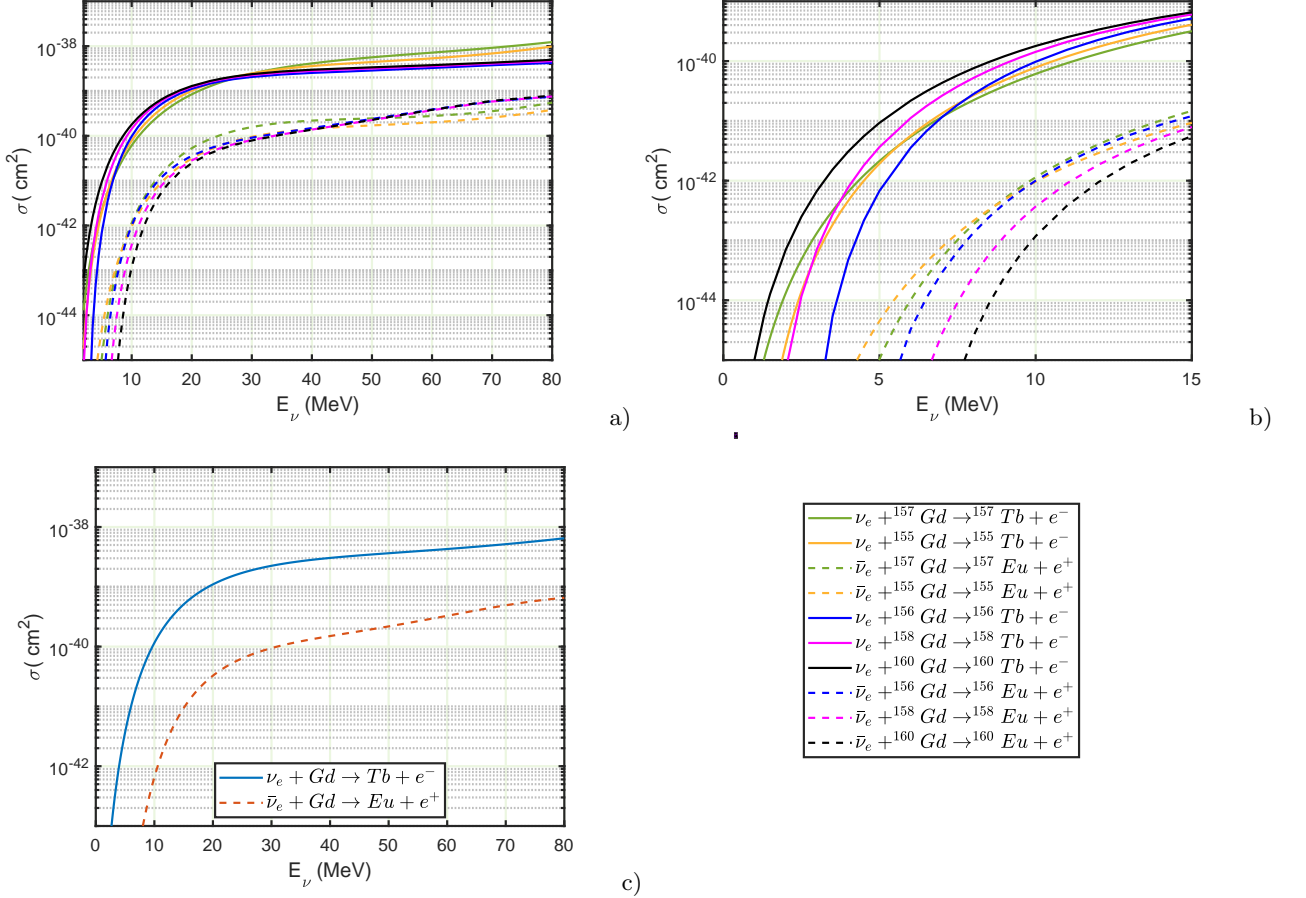 10^{-38}
10^{-40}
10^{-42}
10^{-44}
σ( cm^2)
10 20 30 40 50 60 70 80
E_ν (MeV)
a)
10^{-40}
10^{-42}
10^{-44}
σ( cm^2)
0 5 10 15
E_ν (MeV)
b)
10^{-38}
10^{-40}
10^{-42}
σ( cm^2)
0 10 20 30 40 50 60 70 80
E_ν (MeV)
ν_e + Gd → Tb + e^-
ν̄_e + Gd → Eu + e^+
c)
ν_e +^{157} Gd →^{157} Tb + e^-
ν_e +^{155} Gd →^{155} Tb + e^-
ν̄_e +^{157} Gd →^{157} Eu + e^+
ν̄_e +^{155} Gd →^{155} Eu + e^+
ν_e +^{156} Gd →^{156} Tb + e^-
ν_e +^{158} Gd →^{158} Tb + e^-
ν_e +^{160} Gd →^{160} Tb + e^-
ν̄_e +^{156} Gd →^{156} Eu + e^+
ν̄_e +^{158} Gd →^{158} Eu + e^+
ν̄_e +^{160} Gd →^{160} Eu + e^+